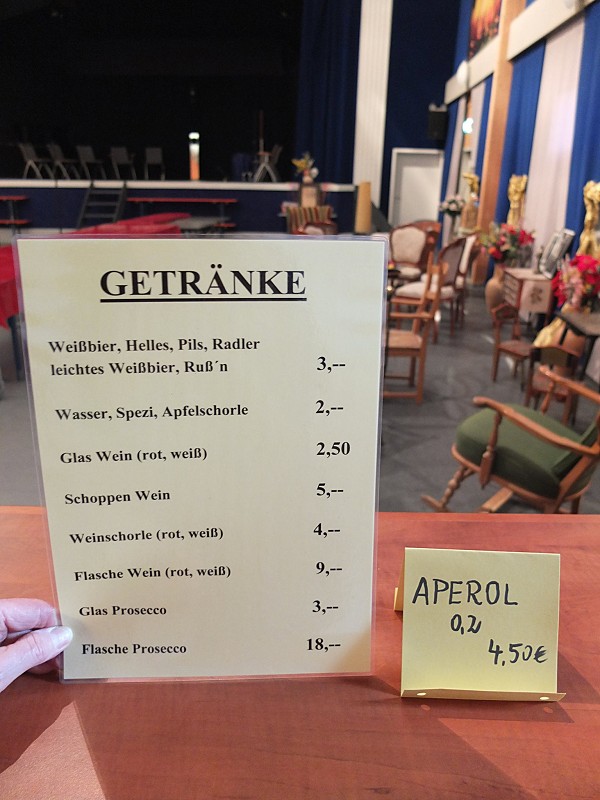 GETRÄNKE
Weißbier, Helles, Pils, Radler
leichtes Weißbier, Ruß´n 3,--
Wasser, Spezi, Apfelschorle 2,--
Glas Wein (rot, weiß) 2,50
Schoppen Wein 5,--
Weinschorle (rot, weiß) 4,--
Flasche Wein (rot, weiß) 9,--
Glas Prosecco 3,--
Flasche Prosecco 18,--
APEROL
0,2
4,50€